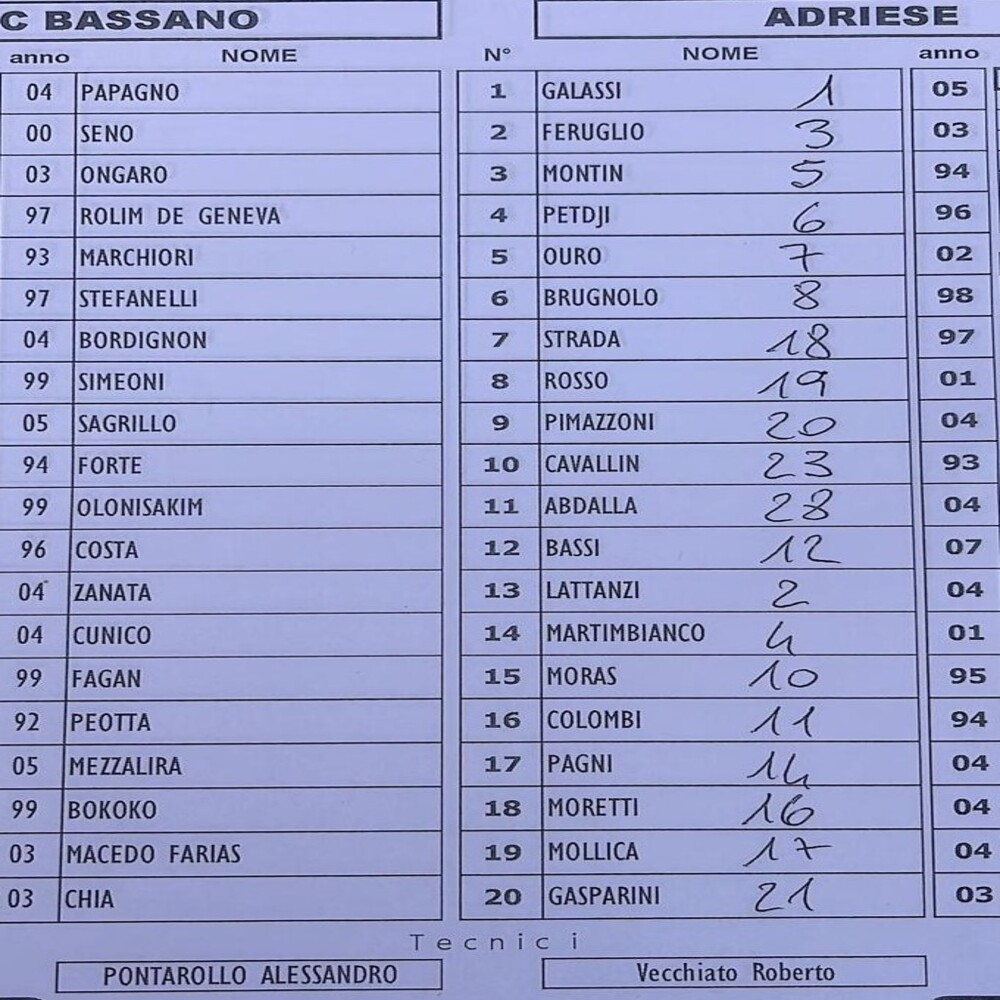 C BASSANO ADRIESE
anno NOME N° NOME anno
04 PAPAGNO 1 GALASSI 1 05
00 SENO 2 FERUGLIO 3 03
03 ONGARO 3 MONTIN 5 94
97 ROLIM DE GENEVA 4 PETDJI 6 96
93 MARCHIORI 5 OURO 7 02
97 STEFANELLI 6 BRUGNOLO 8 98
04 BORDIGNON 7 STRADA 18 97
99 SIMEONI 8 ROSSO 19 01
05 SAGRILLO 9 PIMAZZONI 20 04
94 FORTE 10 CAVALLIN 23 93
99 OLONISAKIM 11 ABDALLA 28 04
96 COSTA 12 BASSI 12 07
04 ZANATA 13 LATTANZI 2 04
04 CUNICO 14 MARTIMBIANCO 4 01
99 FAGAN 15 MORAS 10 95
92 PEOTTA 16 COLOMBI 11 94
05 MEZZALIRA 17 PAGNI 14 04
99 BOKOKO 18 MORETTI 16 04
03 MACEDO FARIAS 19 MOLLICA 17 04
03 CHIA 20 GASPARINI 21 03
Tecnici
PONTAROLLO ALESSANDRO Vecchiato Roberto